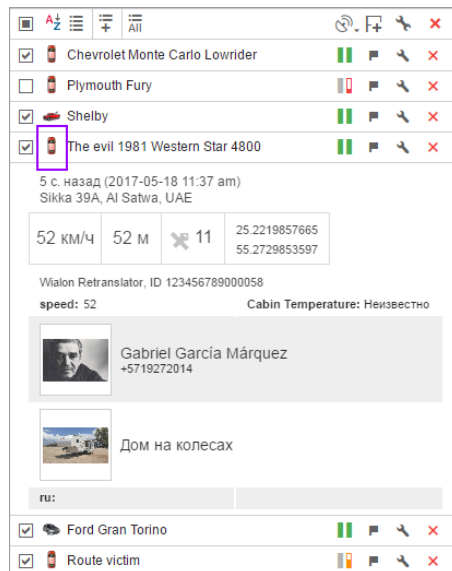 All
Chevrolet Monte Carlo Lowrider
Plymouth Fury
Shelby
The evil 1981 Western Star 4800
5 с. назад (2017-05-18 11:37 am)
Sikka 39A, Al Satwa, UAE
52 км/ч 52 м 11 25.2219857665
55.2729853597
Wialon Retranslator, ID 123456789000058
speed: 52 Cabin Temperature: Неизвестно
Gabriel García Márquez
+5719272014
Дом на колесах
ru:
Ford Gran Torino
Route victim